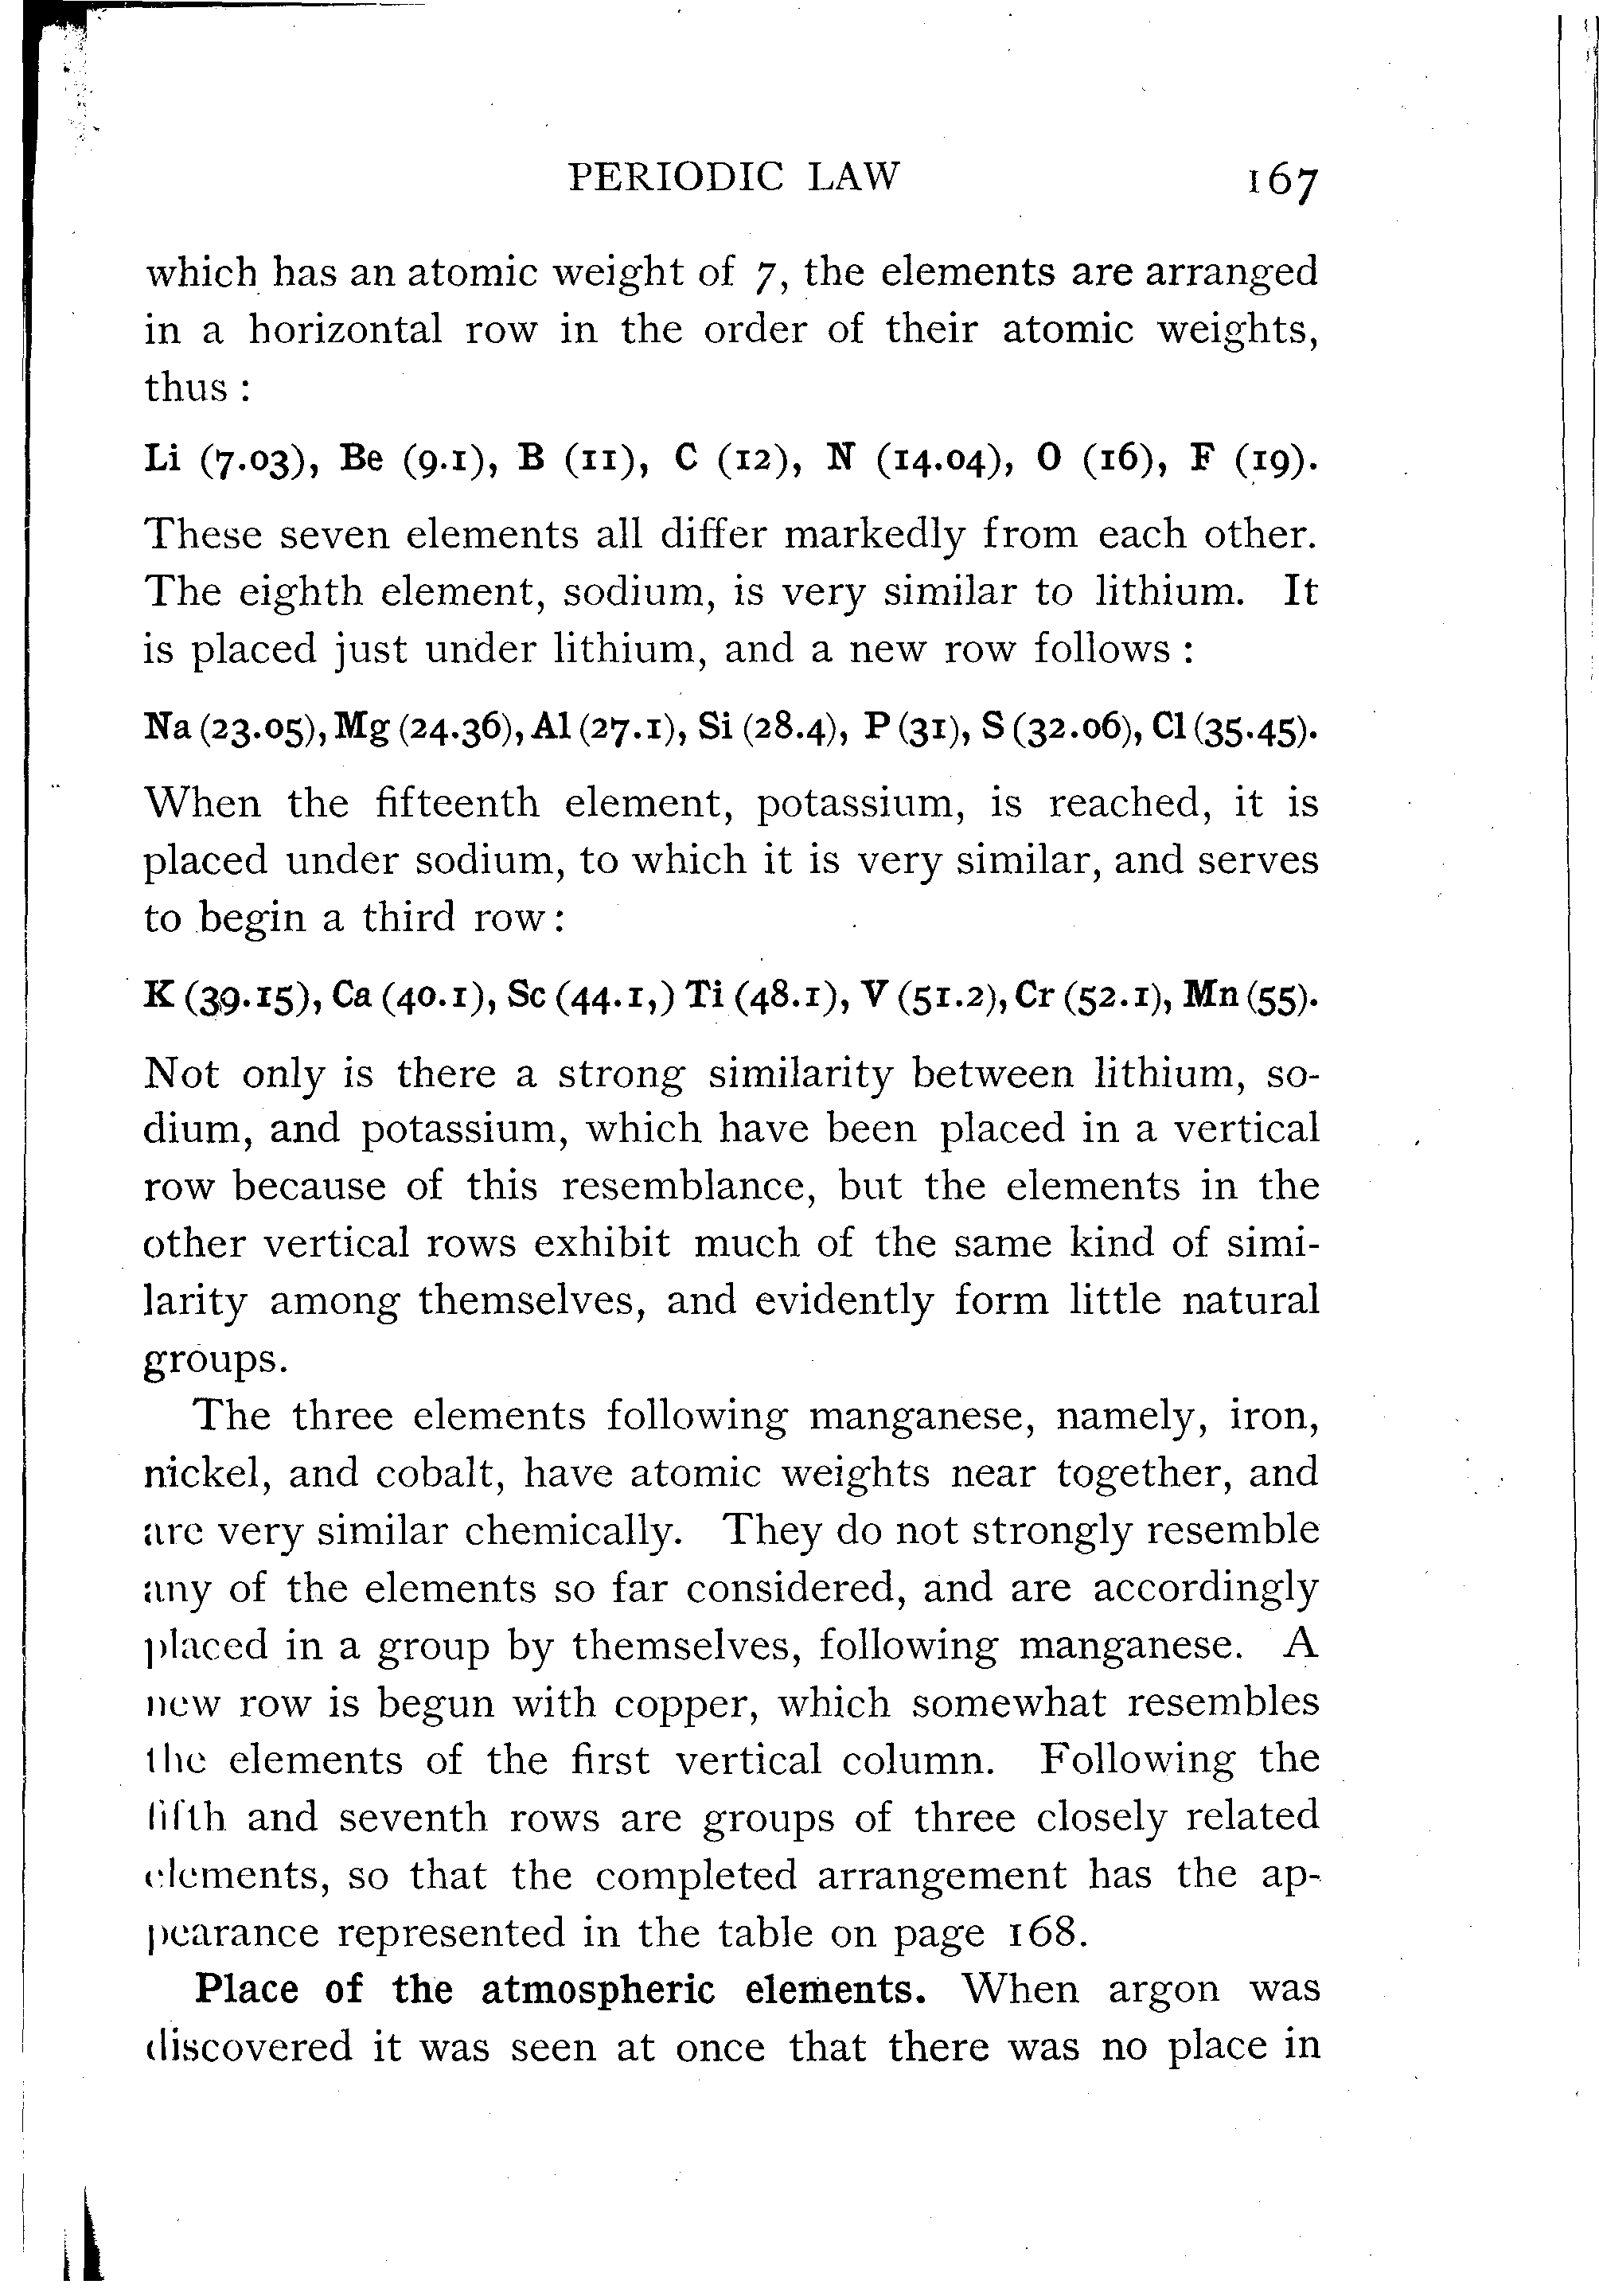 PERIODIC LAW 167
which has an atomic weight of 7, the elements are arranged
in a horizontal row in the order of their atomic weights,
thus :
Li (7.03), Be (9.1), B (11), C (12), N (14.04), O (16), F (19).
These seven elements all differ markedly from each other.
The eighth element, sodium, is very similar to lithium. It
is placed just under lithium, and a new row follows :
Na (23.05), Mg (24.36), Al (27.1), Si (28.4), P (31), S (32.06), Cl (35.45).
When the fifteenth element, potassium, is reached, it is
placed under sodium, to which it is very similar, and serves
to begin a third row:
K (39.15), Ca (40.1), Sc (44.1,) Ti (48.1), V (51.2), Cr (52.1), Mn (55).
Not only is there a strong similarity between lithium, so-
dium, and potassium, which have been placed in a vertical
row because of this resemblance, but the elements in the
other vertical rows exhibit much of the same kind of simi-
larity among themselves, and evidently form little natural
groups.
The three elements following manganese, namely, iron,
nickel, and cobalt, have atomic weights near together, and
are very similar chemically. They do not strongly resemble
any of the elements so far considered, and are accordingly
placed in a group by themselves, following manganese. A
new row is begun with copper, which somewhat resembles
the elements of the first vertical column. Following the
fifth and seventh rows are groups of three closely related
elements, so that the completed arrangement has the ap-
pearance represented in the table on page 168.
Place of the atmospheric elements. When argon was
discovered it was seen at once that there was no place in